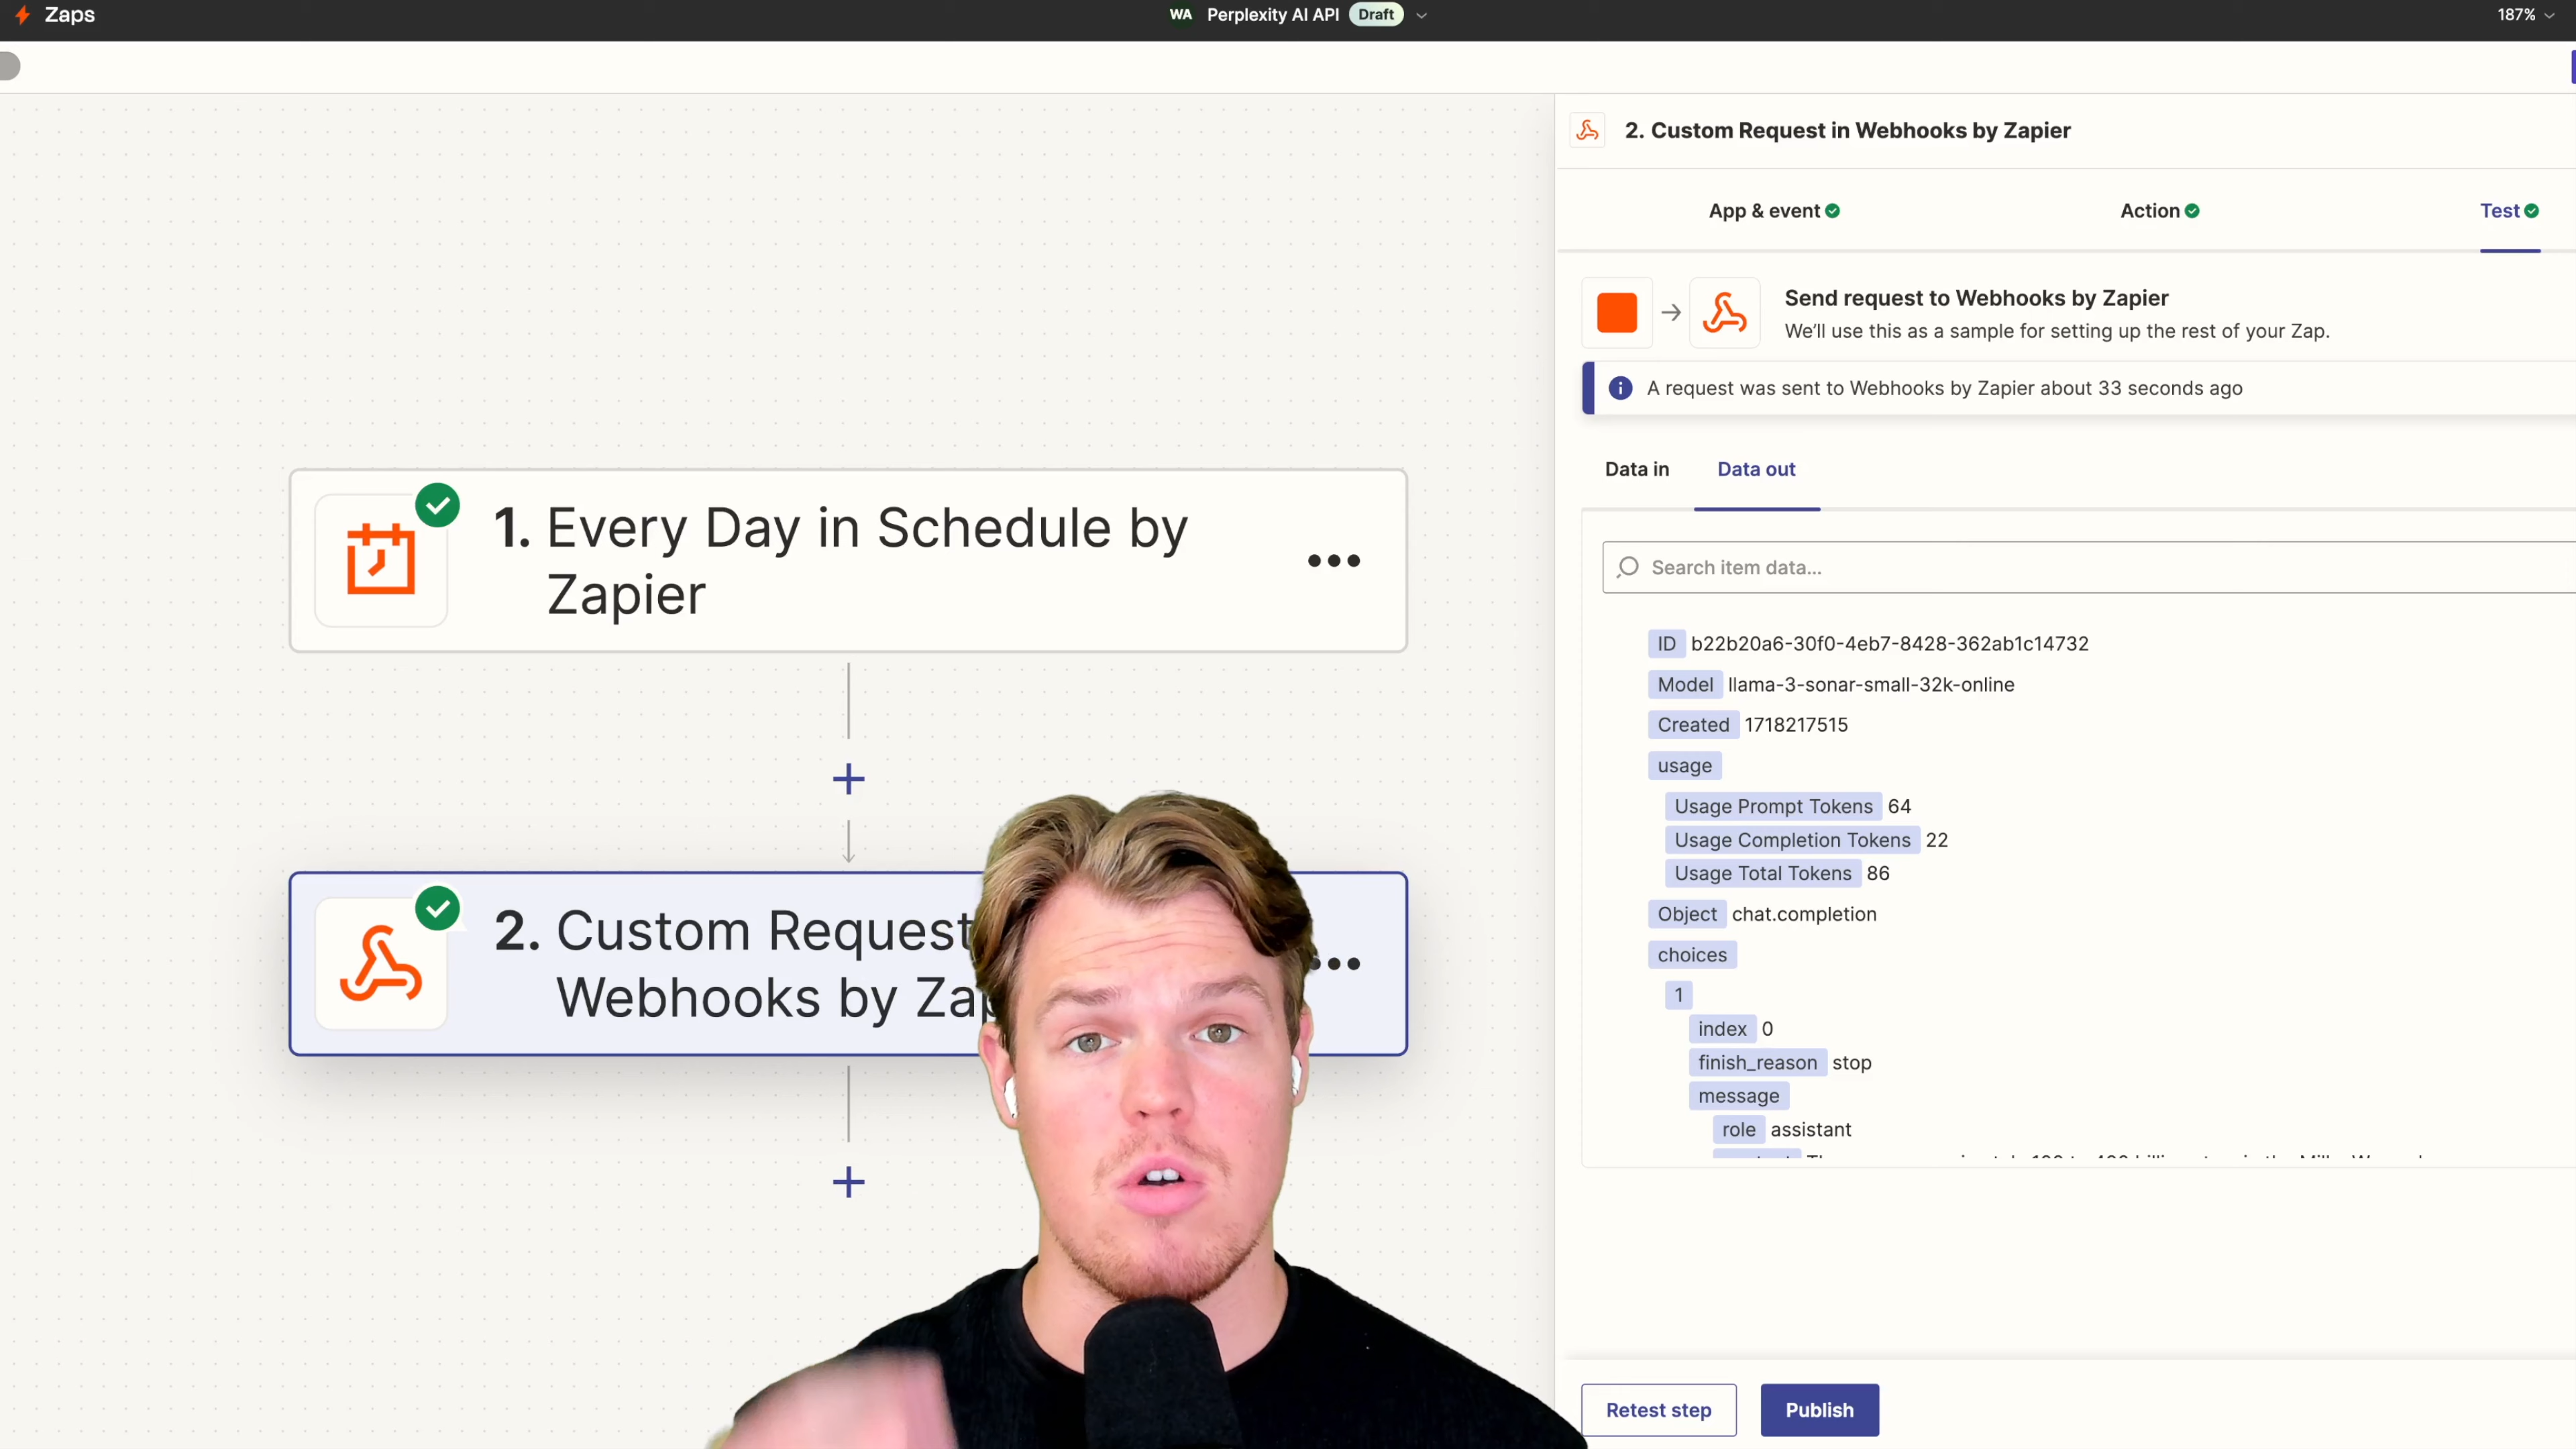 Zaps
WA Perplexity AI API Draft
187%
2. Custom Request in Webhooks by Zapier
App & event
Action
Test
Send request to Webhooks by Zapier
We'll use this as a sample for setting up the rest of your Zap.
A request was sent to Webhooks by Zapier about 33 seconds ago
Data in
Data out
Search item data...
1. Every Day in Schedule by
Zapier
2. Custom Request
Webhooks by Zap
ID b22b20a6-30f0-4eb7-8428-362ab1c14732
Model llama-3-sonar-small-32k-online
Created 1718217515
usage
Usage Prompt Tokens 64
Usage Completion Tokens 22
Usage Total Tokens 86
Object chat.completion
choices
1
index 0
finish_reason stop
message
role assistant
Retest step
Publish